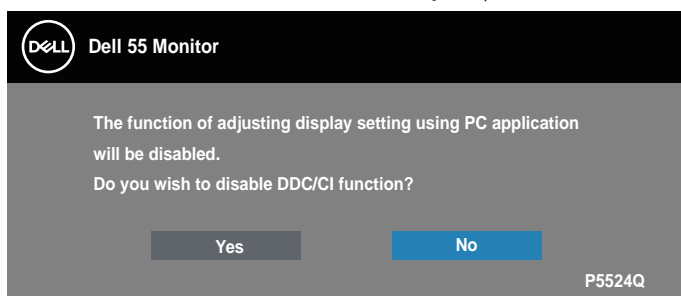 DELL Dell 55 Monitor
The function of adjusting display setting using PC application
will be disabled.
Do you wish to disable DDC/CI function?
Yes No
P5524Q